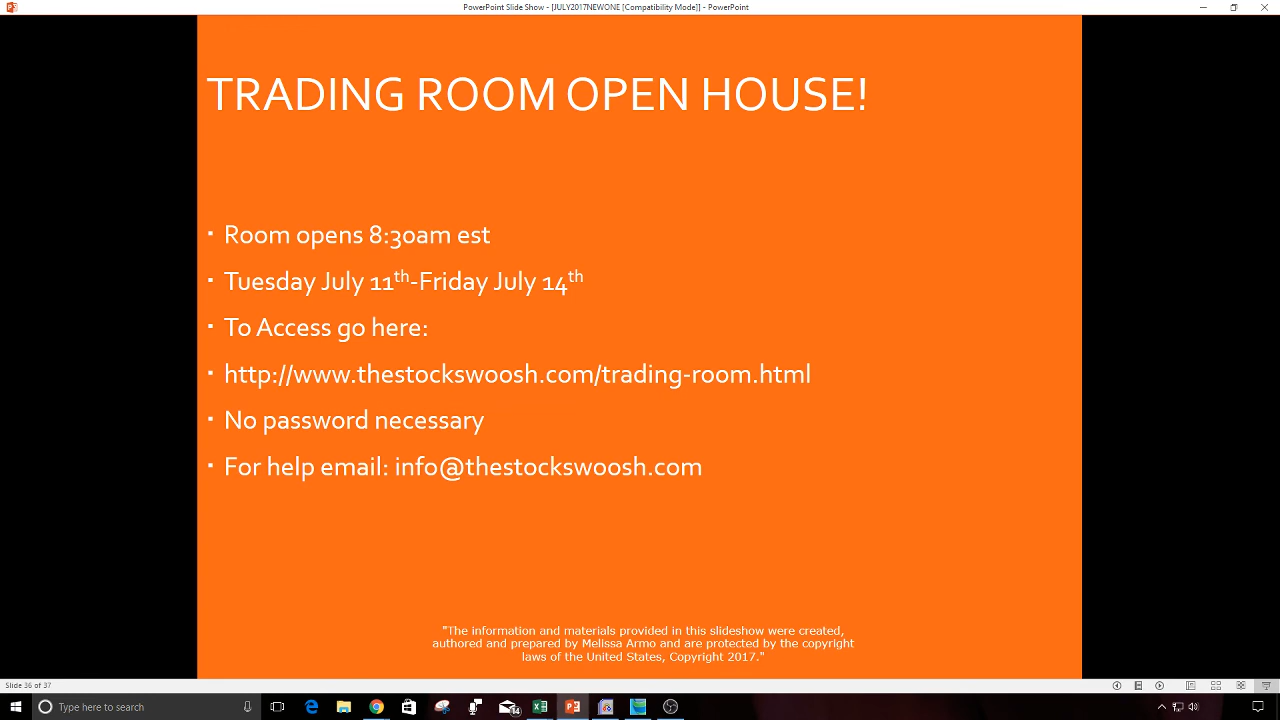 PowerPoint Slide Show - [JULY2017NEWONE [Compatibility Mode]] - PowerPoint
TRADING ROOM OPEN HOUSE!
▪ Room opens 8:30am est
▪ Tuesday July 11th-Friday July 14th
▪ To Access go here:
▪ http://www.thestockswoosh.com/trading-room.html
▪ No password necessary
▪ For help email: info@thestockswoosh.com
"The information and materials provided in this slideshow were created,
authored and prepared by Melissa Armo and are protected by the copyright
laws of the United States, Copyright 2017."
Slide 36 of 37
Type here to search
14